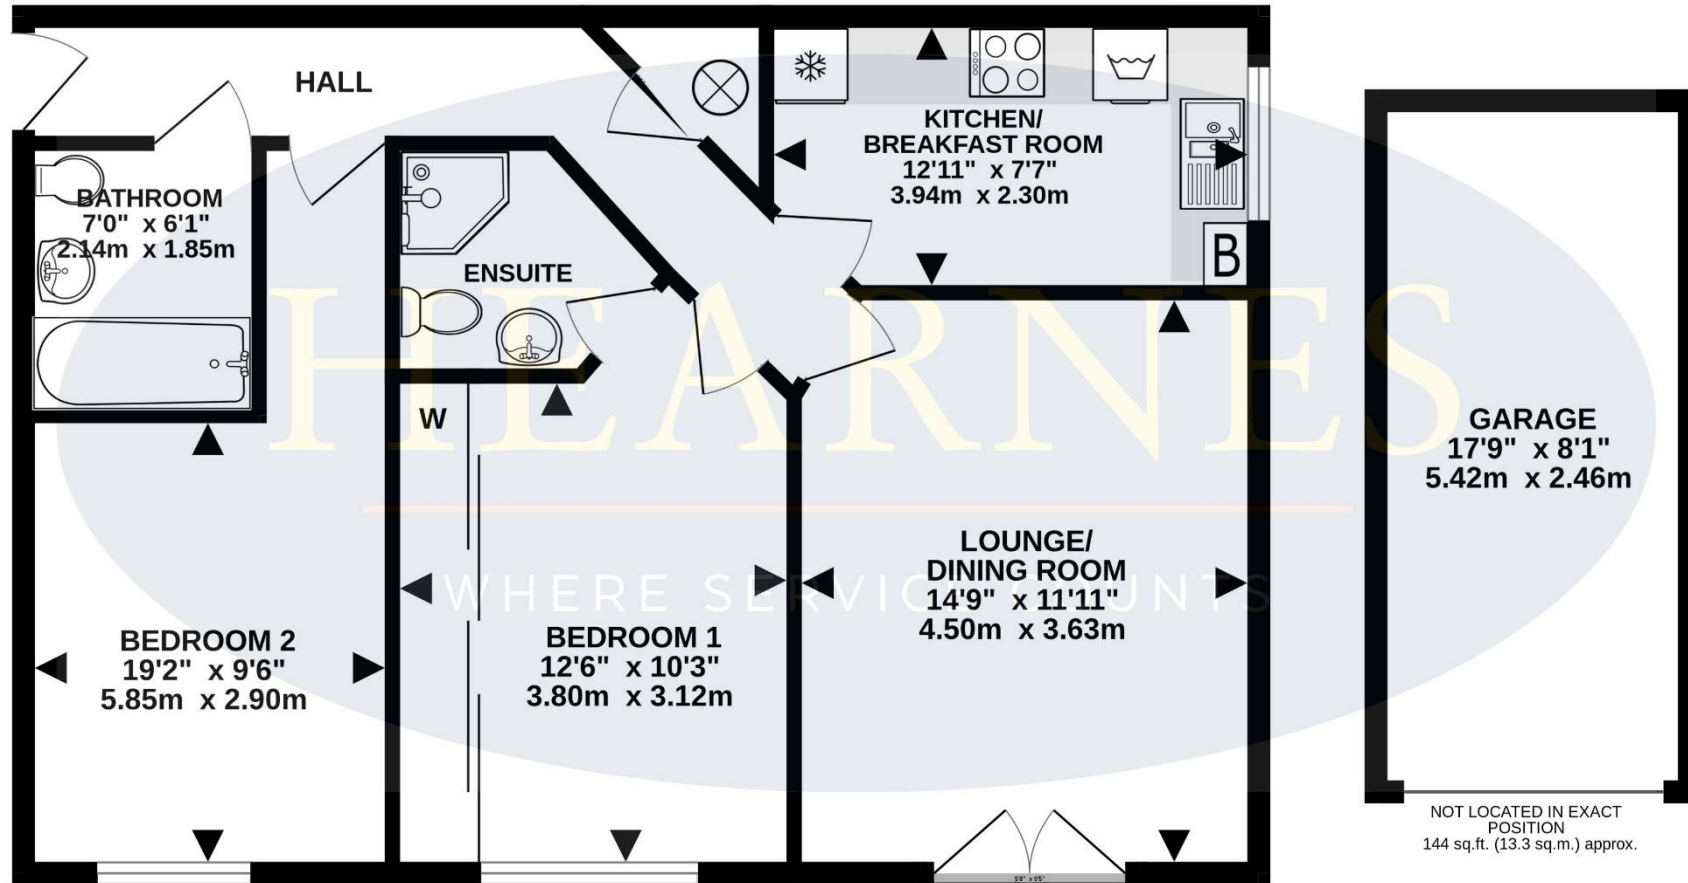 HALL
KITCHEN/
BREAKFAST ROOM
12'11" x 7'7"
3.94m x 2.30m
BATHROOM
7'0" x 6'1"
2.14m x 1.85m
ENSUITE
B
HEARNES
W
GARAGE
17'9" x 8'1"
5.42m x 2.46m
LOUNGE/
DINING ROOM
14'9" x 11'11"
4.50m x 3.63m
WHERE SERVICE COUNTS
BEDROOM 2
19'2" x 9'6"
5.85m x 2.90m
BEDROOM 1
12'6" x 10'3"
3.80m x 3.12m
NOT LOCATED IN EXACT
POSITION
144 sq.ft. (13.3 sq.m.) approx.